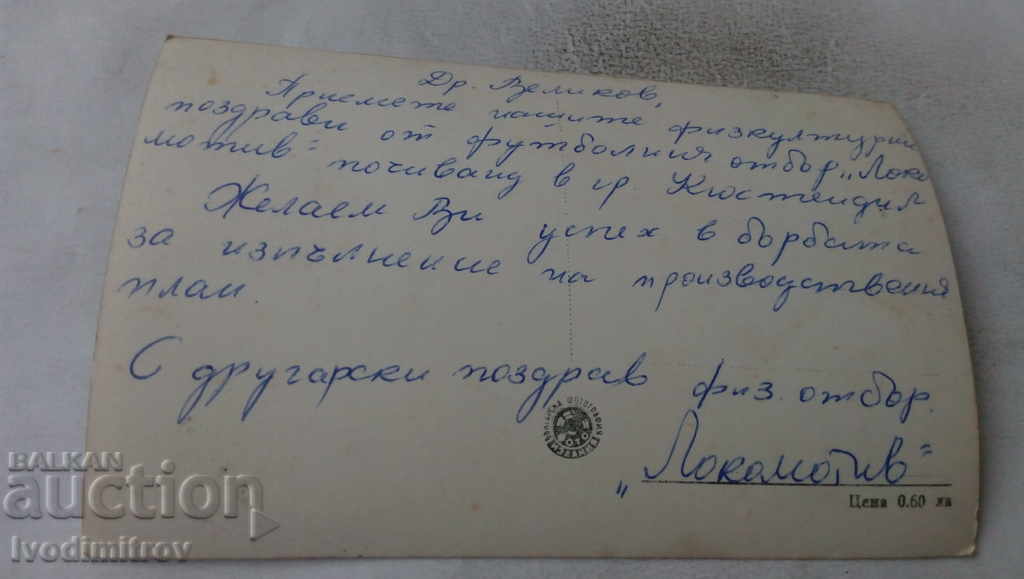 Др. Великов,
Приемете нашите физкултурни
поздрави от футболния отбор „Локо
мотив" почиващ в гр. Кюстендил
Желаем Ви успех в борбата
за изпълнение на производствения
план.
С другарски поздрав физ. отбор.
„Локомотив"
Цена 0.60 лв
BALKAN
auction
Ivodimitrov